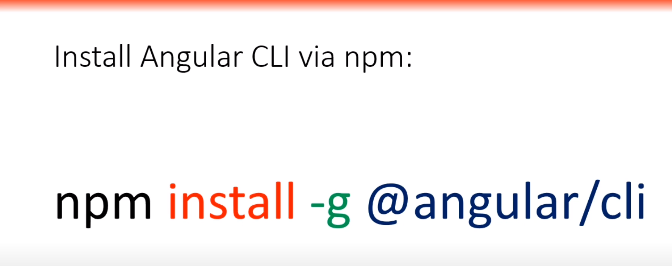 Install Angular CLI via npm:
npm install -g @angular/cli